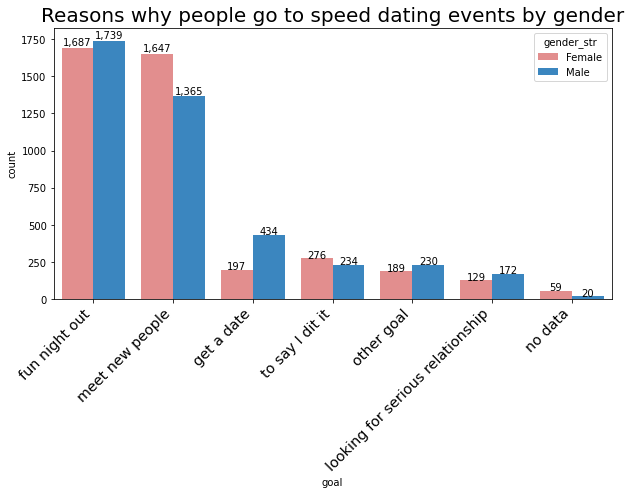 Reasons why people go to speed dating events by gender
gender_str
Female
Male
count
1750
1500
1250
1000
750
500
250
0
1,687
1,739
1,647
1,365
197
434
276
234
189
230
129
172
59
20
fun night out
meet new people
get a date
to say I dit it
other goal
looking for serious relationship
no data
goal